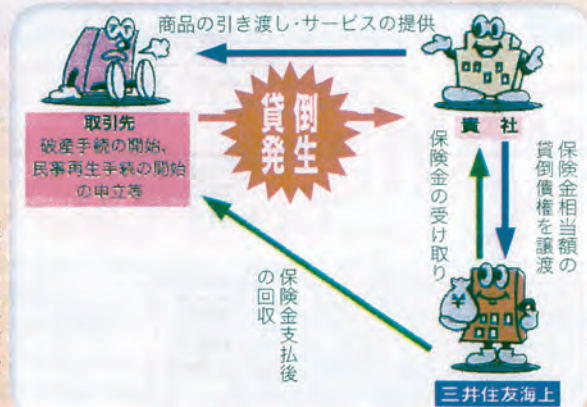 商品の引き渡し・サービスの提供
取引先
破産手続の開始、
民事再生手続の開始
の申立等
貸倒
発生
貴社
保険金の受け取り
保険金相当額の
貸倒債権を譲渡
保険金支払後
の回収
¥
三井住友海上